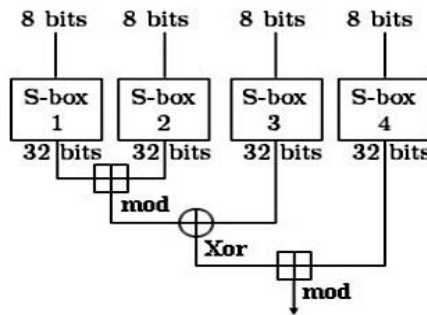 8 bits 8 bits 8 bits 8 bits
S-box S-box S-box S-box
1 2 3 4
32 bits 32 bits 32 bits 32 bits
mod
Xor
mod